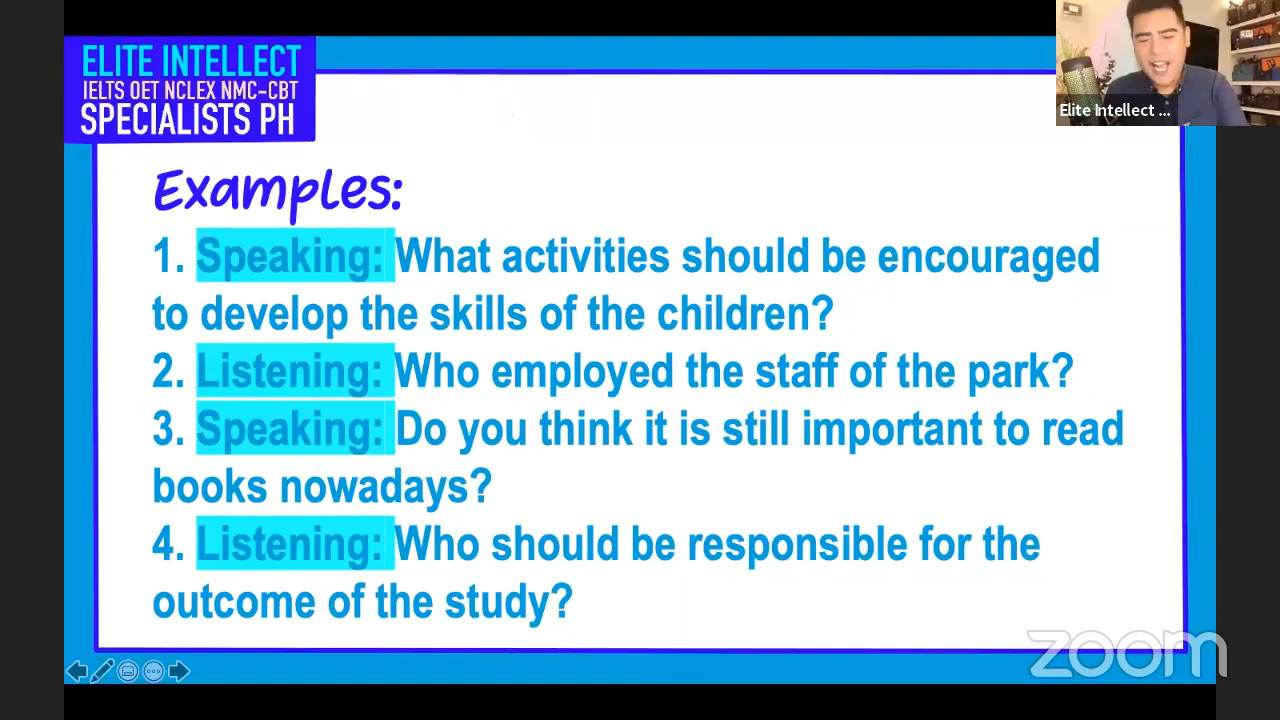 ELITE INTELLECT
IELTS OET NCLEX NMC-CBT
SPECIALISTS PH
Elite Intellect ...
Examples:
1. Speaking: What activities should be encouraged
to develop the skills of the children?
2. Listening: Who employed the staff of the park?
3. Speaking: Do you think it is still important to read
books nowadays?
4. Listening: Who should be responsible for the
outcome of the study?
zoom